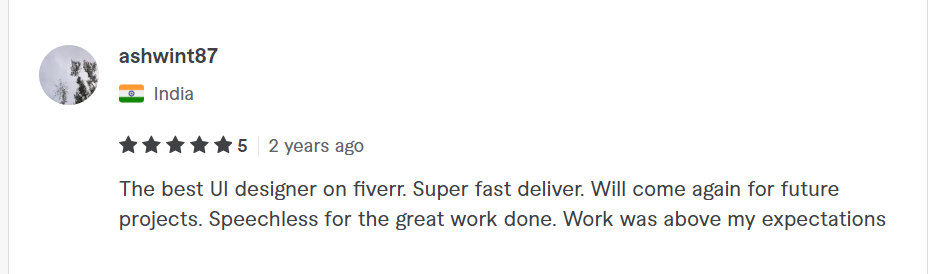 ashwint87
India
5 2 years ago
The best UI designer on fiverr. Super fast deliver. Will come again for future
projects. Speechless for the great work done. Work was above my expectations